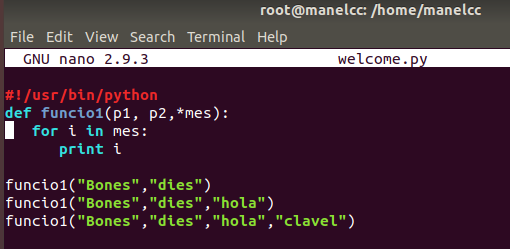 root@manelcc: /home/manelcc
File Edit View Search Terminal Help
GNU nano 2.9.3 welcome.py
#!/usr/bin/python
def funcio1(p1, p2,*mes):
for i in mes:
print i
funcio1("Bones","dies")
funcio1("Bones","dies","hola")
funcio1("Bones","dies","hola","clavel")